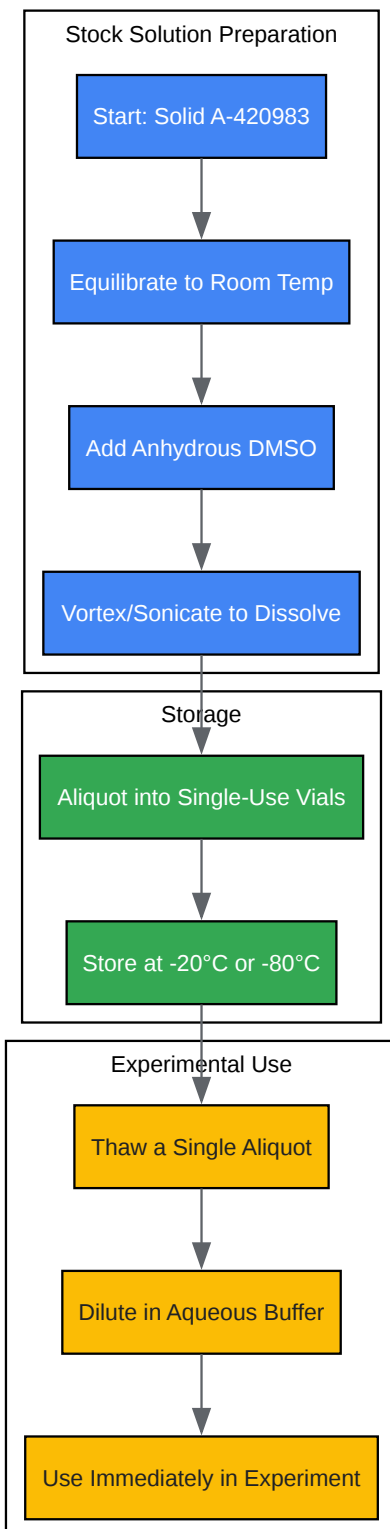 Stock Solution Preparation
Start: Solid A-420983
Equilibrate to Room Temp
Add Anhydrous DMSO
Vortex/Sonicate to Dissolve
Storage
Aliquot into Single-Use Vials
Store at -20°C or -80°C
Experimental Use
Thaw a Single Aliquot
Dilute in Aqueous Buffer
Use Immediately in Experiment